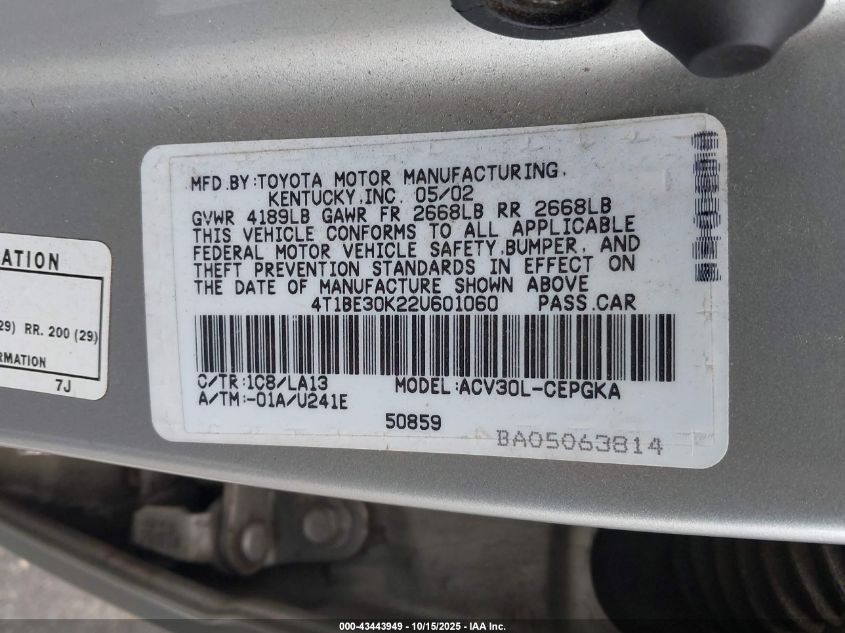 MFD.BY:TOYOTA MOTOR MANUFACTURING,
KENTUCKY,INC. 05/02
GVWR 4189LB GAWR FR 2668LB RR 2668LB
THIS VEHICLE CONFORMS TO ALL APPLICABLE
FEDERAL MOTOR VEHICLE SAFETY,BUMPER, AND
THEFT PREVENTION STANDARDS IN EFFECT ON
THE DATE OF MANUFACTURE SHOWN ABOVE
4T1BE30K22U601060 PASS.CAR
C/TR:1C8/LA13 MODEL:ACV30L-CEPGKA
A/TM:-01A/U241E
50859
BA05063814
ATION
29) RR. 200 (29)
RMATION
7J
000-43443949 - 10/15/2025 - IAA Inc.